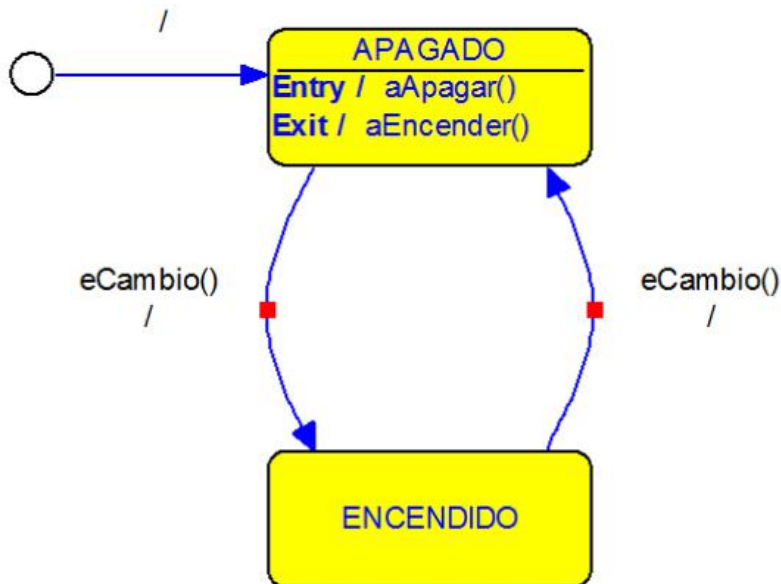 /
APAGADO
Entry / aApagar()
Exit / aEncender()
eCambio()
/
eCambio()
/
ENCENDIDO